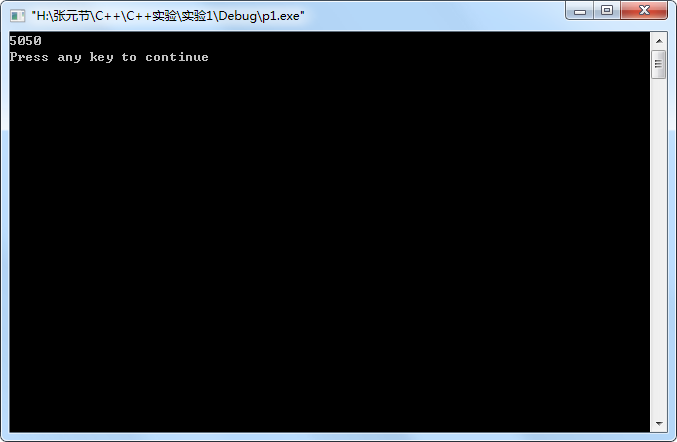 "H:\张元节\C++\C++实验\实验1\Debug\p1.exe"
5050
Press any key to continue